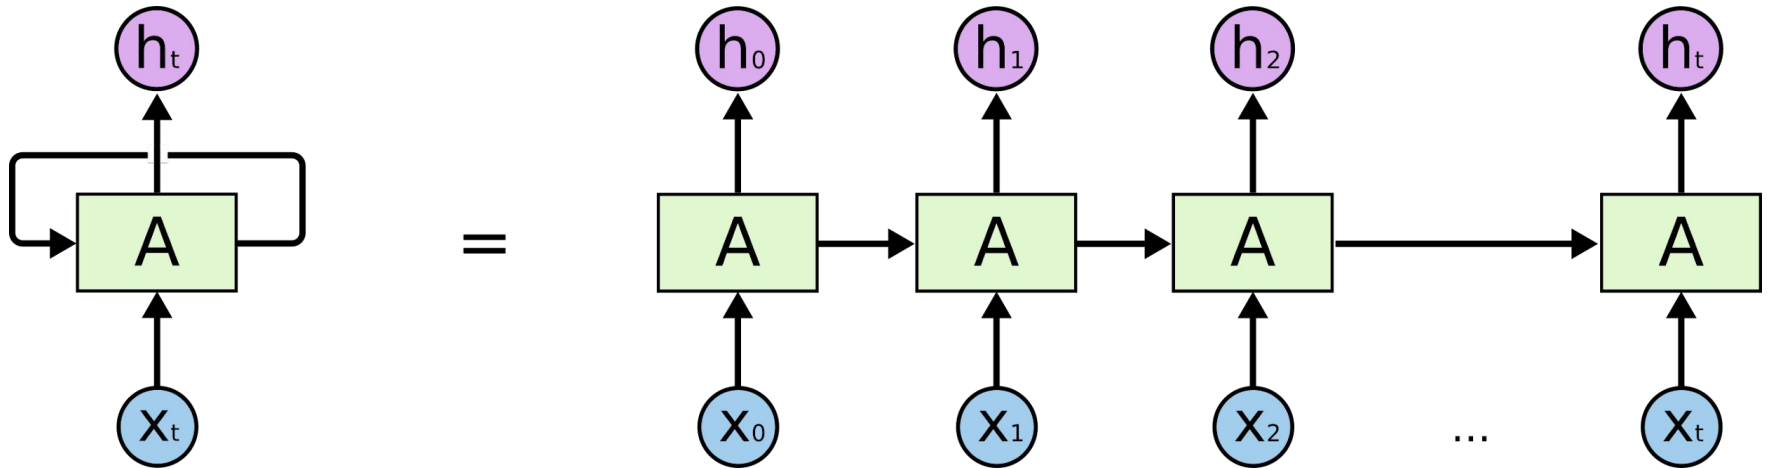 hₜ h₀ h₁ h₂ hₜ
A = A A A A
xₜ x₀ x₁ x₂ ... xₜ